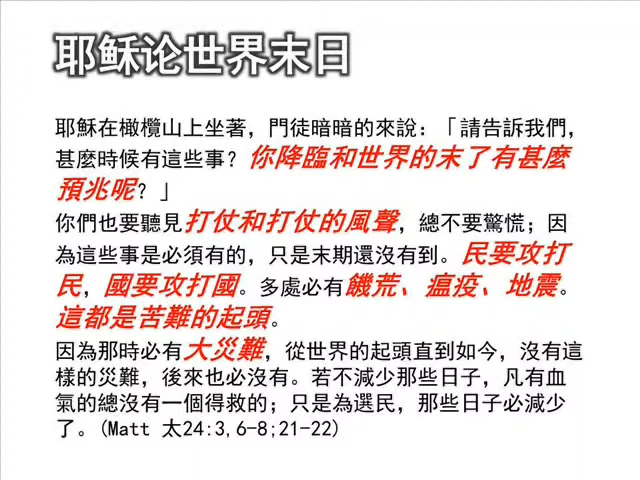 耶稣论世界末日
耶穌在橄欖山上坐著，門徒暗暗的來說：「請告訴我們，
甚麼時候有這些事？你降臨和世界的末了有甚麼
預兆呢？」
你們也要聽見打仗和打仗的風聲，總不要驚慌；因
為這些事是必須有的，只是末期還沒有到。民要攻打
民，國要攻打國。多處必有饑荒、瘟疫、地震。
這都是苦難的起頭。
因為那時必有大災難，從世界的起頭直到如今，沒有這
樣的災難，後來也必沒有。若不減少那些日子，凡有血
氣的總沒有一個得救的；只是為選民，那些日子必減少
了。(Matt 太24:3,6-8;21-22)